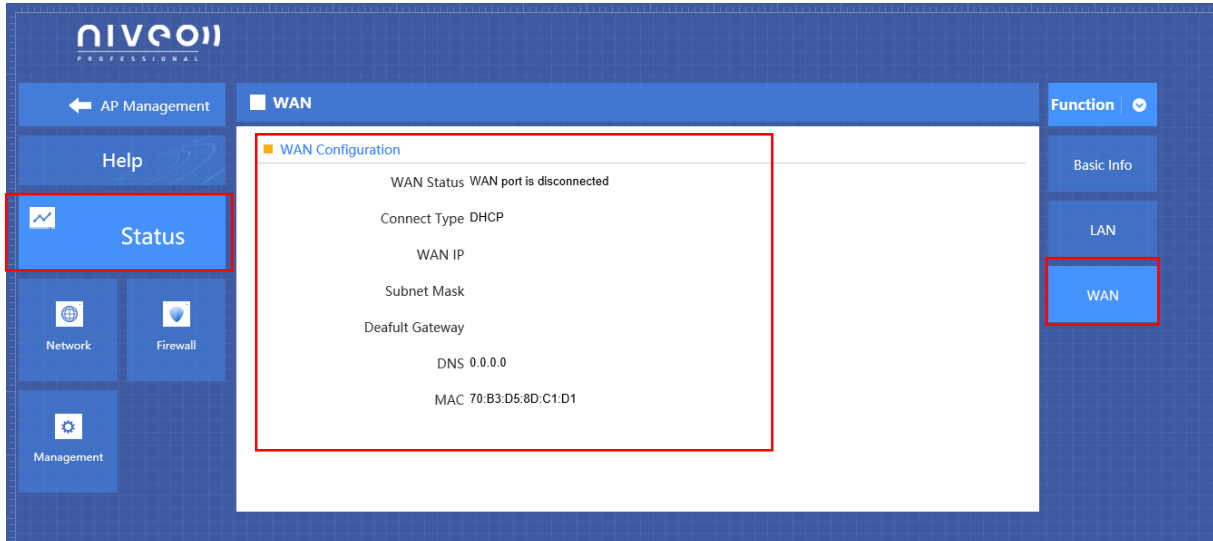 niveo
PROFESSIONAL
AP Management
WAN
Function
Help
WAN Configuration
Basic Info
WAN Status WAN port is disconnected
Status
Connect Type DHCP
LAN
WAN IP
Subnet Mask
WAN
Deafult Gateway
Network
Firewall
DNS 0.0.0.0
MAC 70:B3:D5:8D:C1:D1
Management